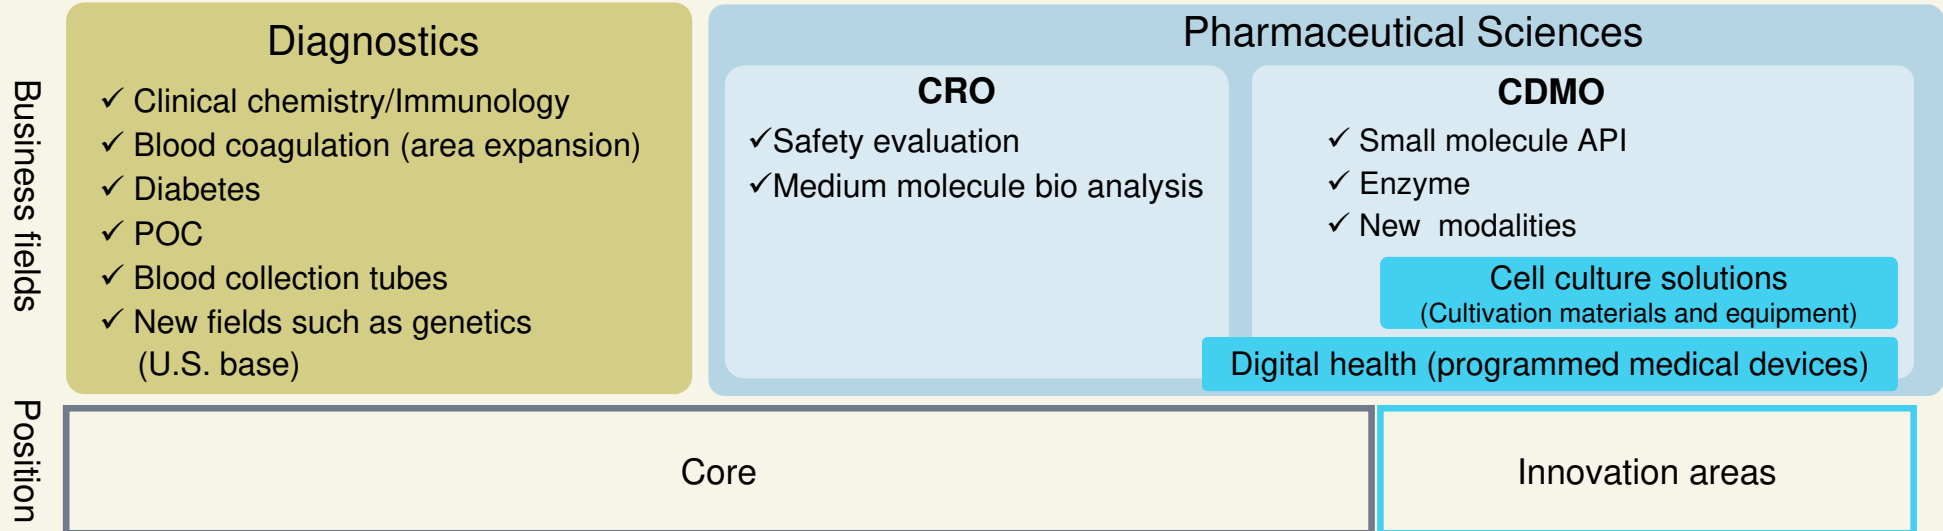 Business fields
Diagnostics
✓ Clinical chemistry/Immunology
✓ Blood coagulation (area expansion)
✓ Diabetes
✓ POC
✓ Blood collection tubes
✓ New fields such as genetics
(U.S. base)
Pharmaceutical Sciences
CRO
✓Safety evaluation
✓Medium molecule bio analysis
CDMO
✓ Small molecule API
✓ Enzyme
✓ New  modalities
Cell culture solutions
(Cultivation materials and equipment)
Digital health (programmed medical devices)
Position
Core
Innovation areas